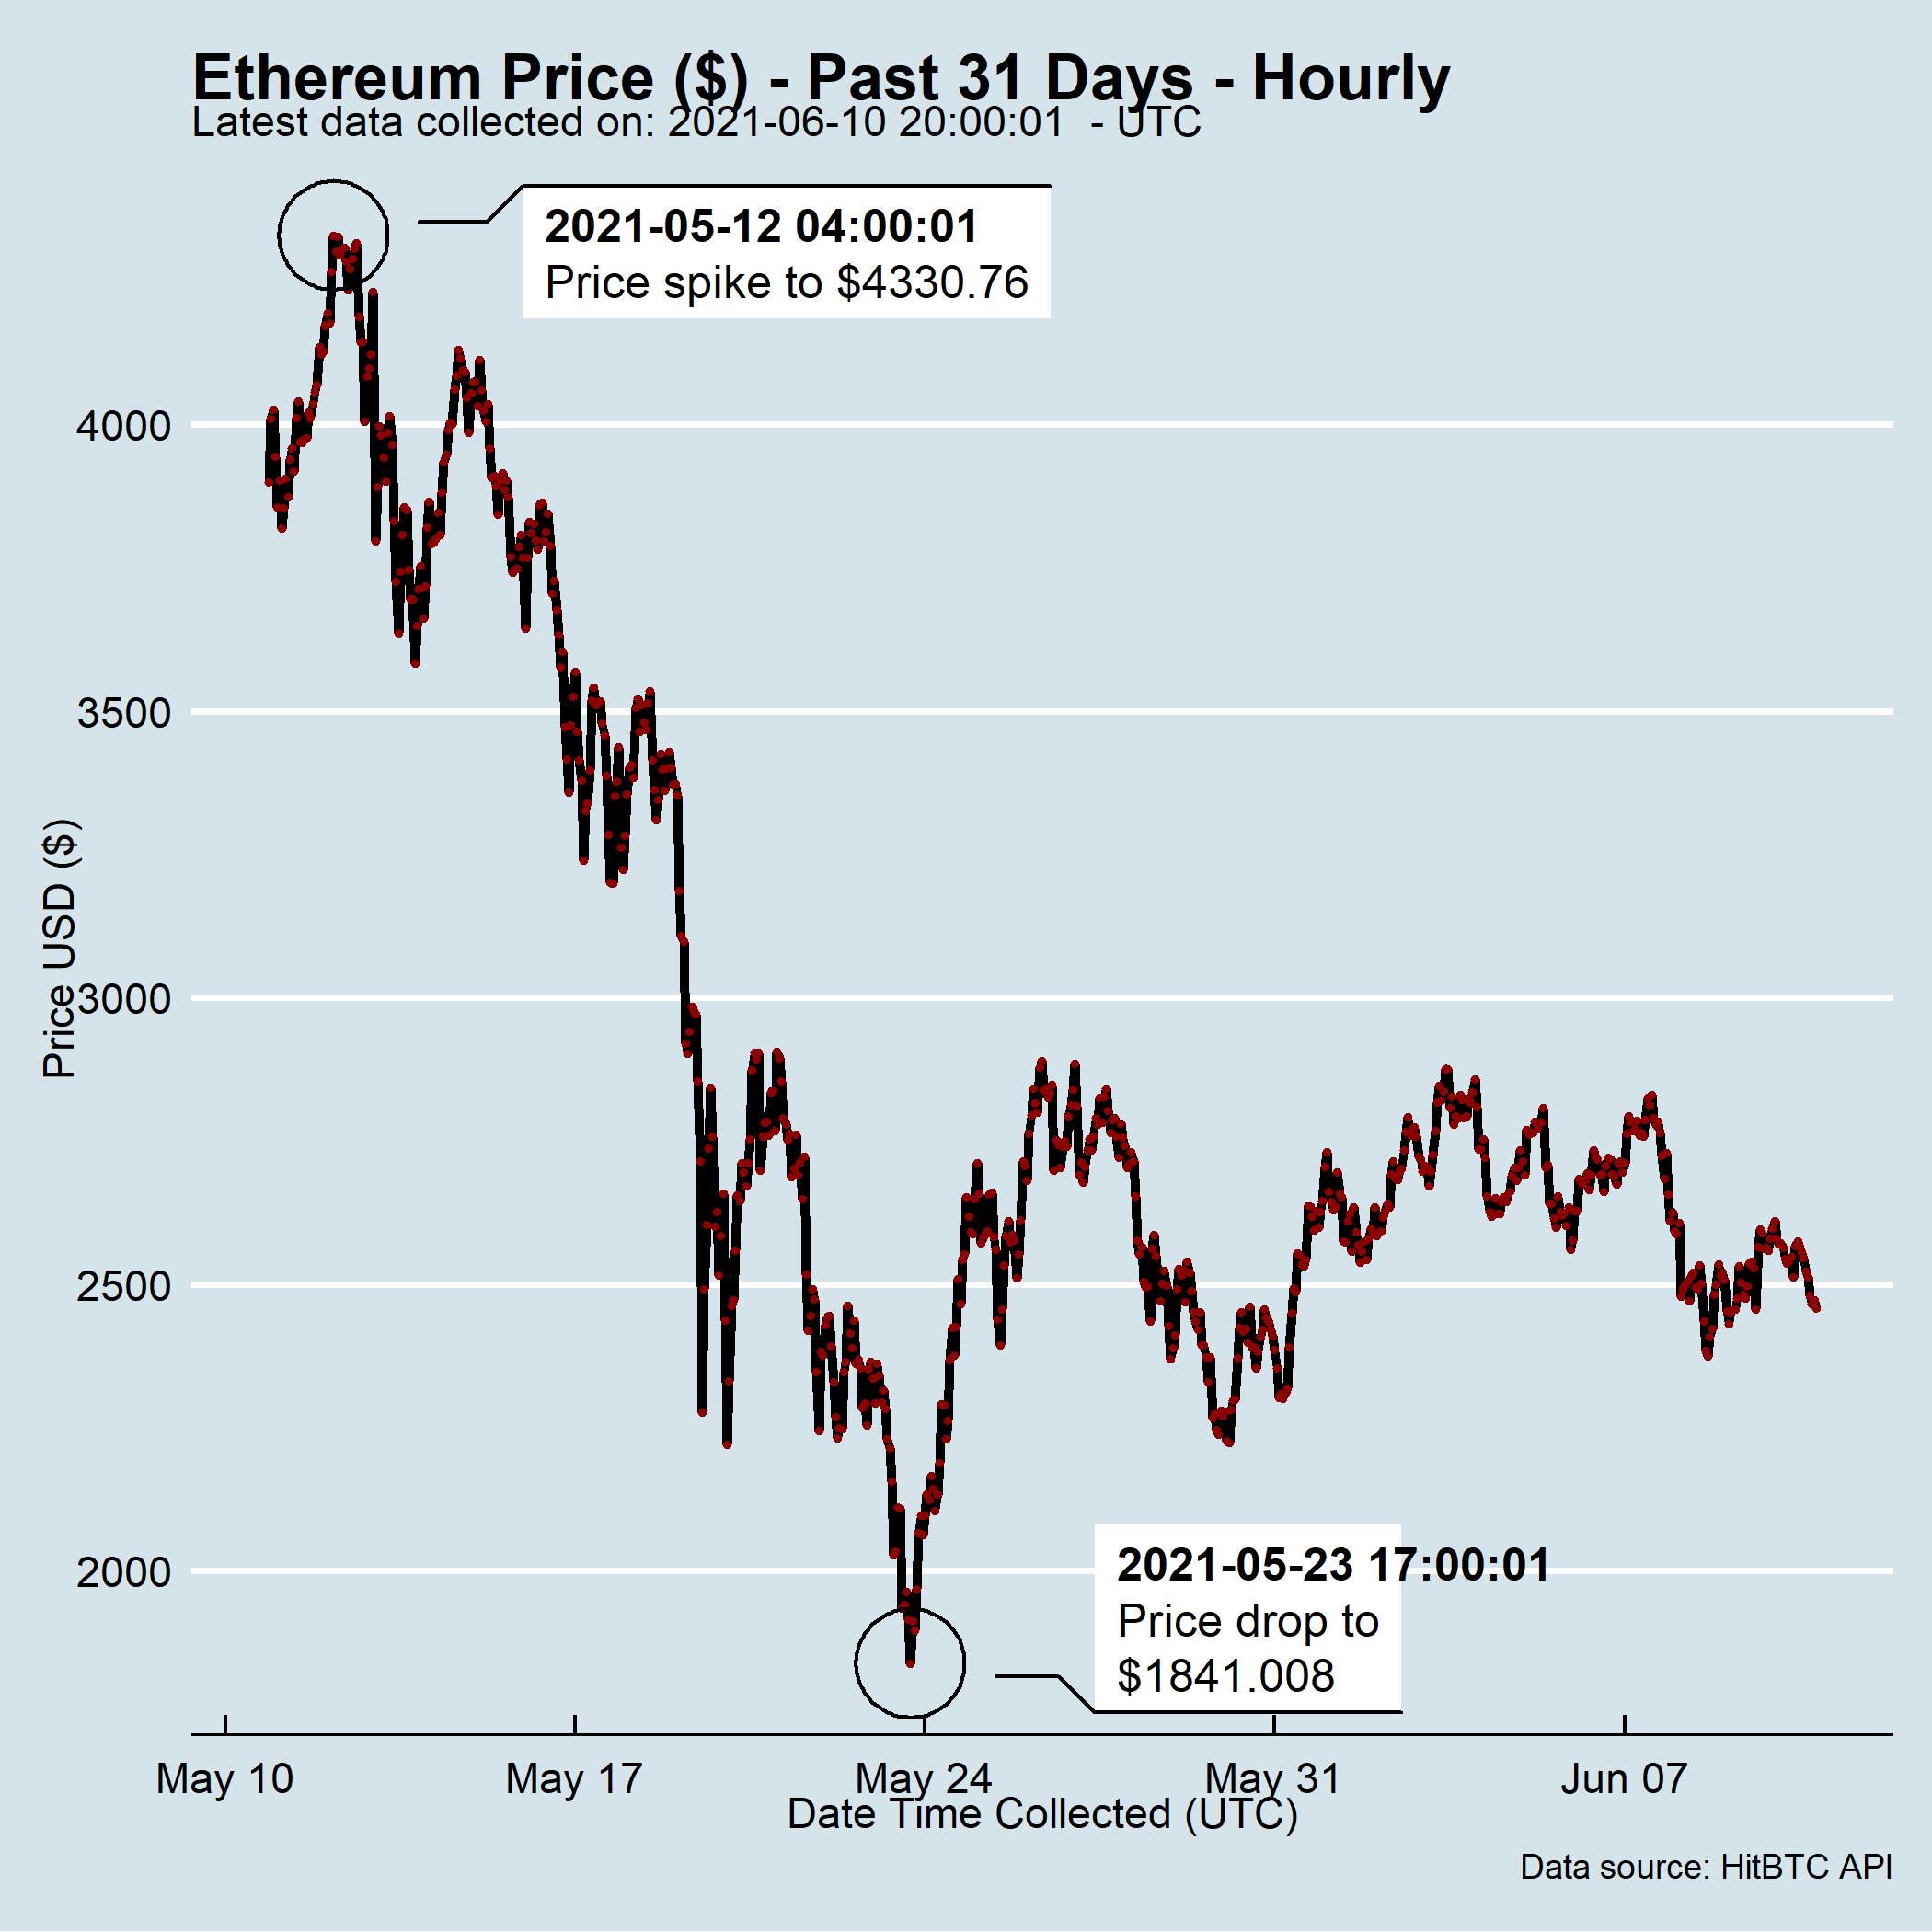 Ethereum Price ($) - Past 31 Days - Hourly
Latest data collected on: 2021-06-10 20:00:01  - UTC
2021-05-12 04:00:01
Price spike to $4330.76
4000
3500
3000
2500
2000
Price USD ($)
2021-05-23 17:00:01
Price drop to
$1841.008
May 10
May 17
May 24
May 31
Jun 07
Date Time Collected (UTC)
Data source: HitBTC API